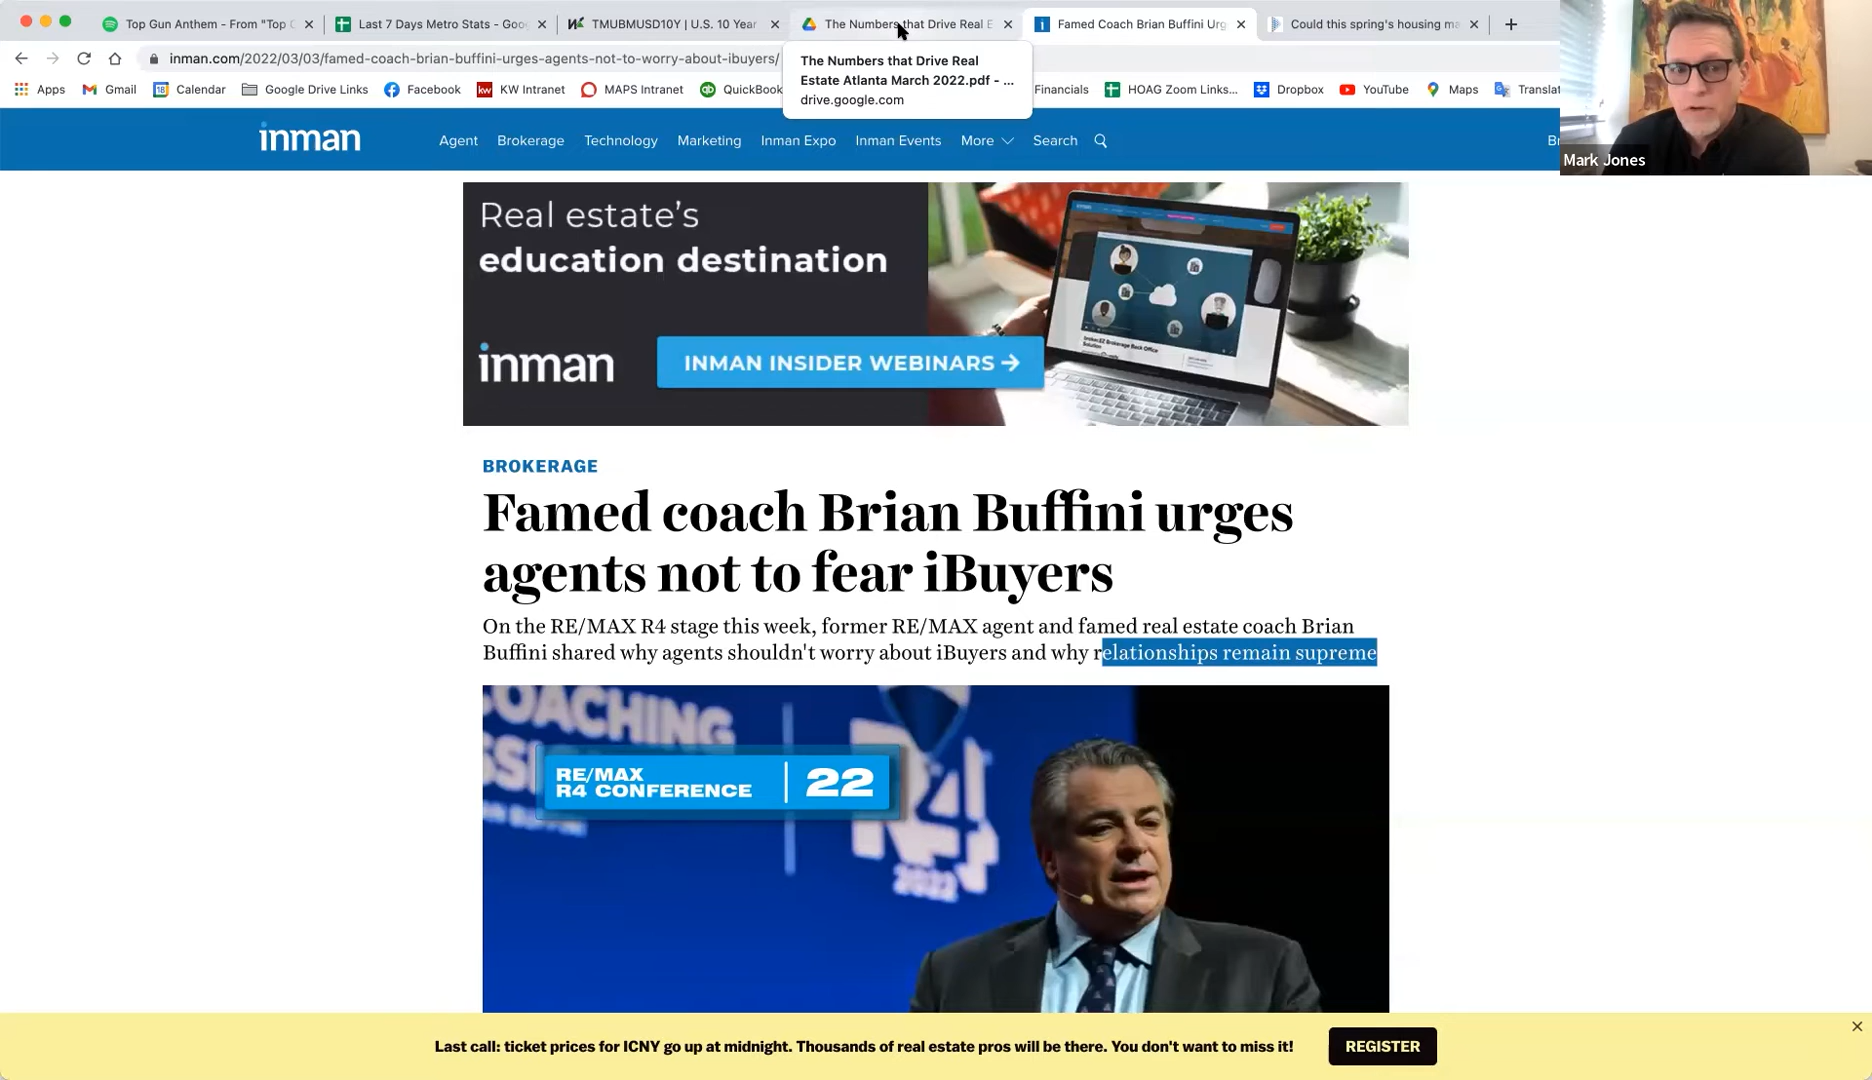 Top Gun Anthem - From "Top G
Last 7 Days Metro Stats - Goog
TMUBMUSD10Y | U.S. 10 Year
The Numbers that Drive Real E
Famed Coach Brian Buffini Urg
Could this spring's housing ma
inman.com/2022/03/03/famed-coach-brian-buffini-urges-agents-not-to-worry-about-ibuyers/
The Numbers that Drive Real
Estate Atlanta March 2022.pdf - ...
drive.google.com
Apps
Gmail
Calendar
Google Drive Links
Facebook
KW Intranet
MAPS Intranet
QuickBook
Financials
HOAG Zoom Links...
Dropbox
YouTube
Maps
Translat
Mark Jones
inman
Agent
Brokerage
Technology
Marketing
Inman Expo
Inman Events
More
Search
Br
Real estate's
education destination
inman
INMAN INSIDER WEBINARS →
BROKERAGE
Famed coach Brian Buffini urges
agents not to fear iBuyers
On the RE/MAX R4 stage this week, former RE/MAX agent and famed real estate coach Brian
Buffini shared why agents shouldn't worry about iBuyers and why relationships remain supreme
OACHING
RE/MAX
R4 CONFERENCE
22
R4
2022
Last call: ticket prices for ICNY go up at midnight. Thousands of real estate pros will be there. You don't want to miss it!
REGISTER